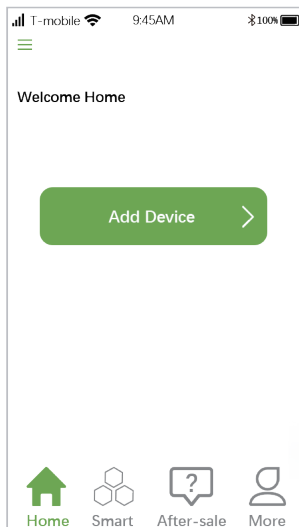 T-mobile 9:45AM 100%
Welcome Home
Add Device
?
Home Smart After-sale More